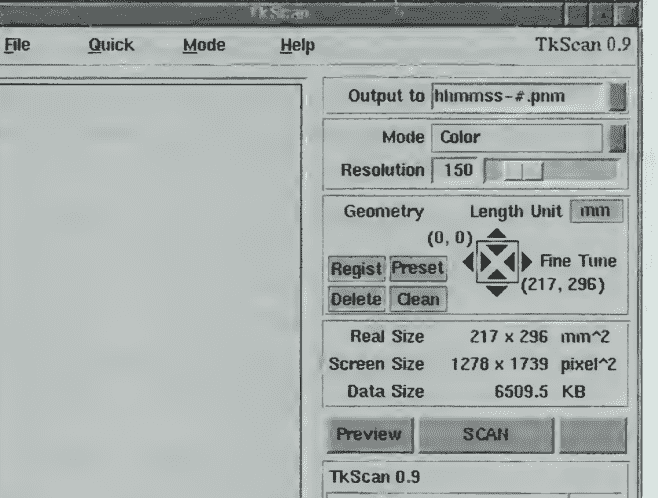 TkScan
File Quick Mode Help TkScan 0.9
Output to hhmmss-#.pnm
Mode Color
Resolution 150
Geometry Length Unit mm
(0, 0)
Regist Preset Fine Tune
Delete Clean (217, 296)
Real Size 217 x 296 mm^2
Screen Size 1278 x 1739 pixel^2
Data Size 6509.5 KB
Preview SCAN
TkScan 0.9